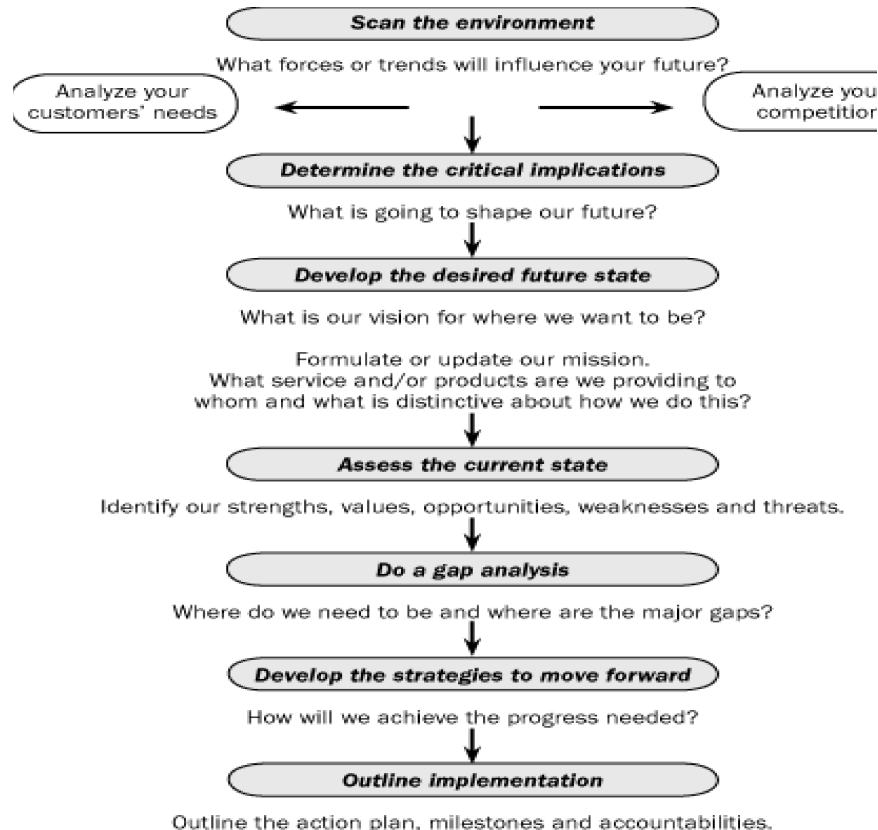 Scan the environment
What forces or trends will influence your future?
Analyze your
customers' needs
Analyze you
competition
Determine the critical implications
What is going to shape our future?
Develop the desired future state
What is our vision for where we want to be?
Formulate or update our mission.
What service and/or products are we providing to
whom and what is distinctive about how we do this?
Assess the current state
Identify our strengths, values, opportunities, weaknesses and threats.
Do a gap analysis
Where do we need to be and where are the major gaps?
Develop the strategies to move forward
How will we achieve the progress needed?
Outline implementation
Outline the action plan, milestones and accountabilities.